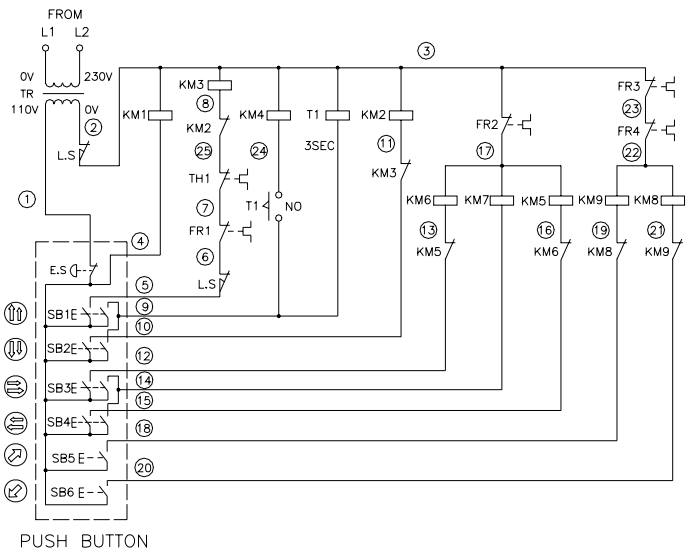 FROM
L1 L2
0V 230V
TR
110V 0V
2
L.S
1
3
KM1
KM3
8
KM2
25
TH1
7
FR1
6
L.S
KM4
24
T1 NO
T1
3SEC
KM2
11
KM3
FR2
17
KM6 KM7 KM5
13
KM5
16
KM6
FR3
23
FR4
22
KM9 KM8
19
KM8
21
KM9
4
E.S
5
SB1E
9
10
SB2E
12
SB3E
14
15
SB4E
18
SB5 E
20
SB6 E
PUSH BUTTON